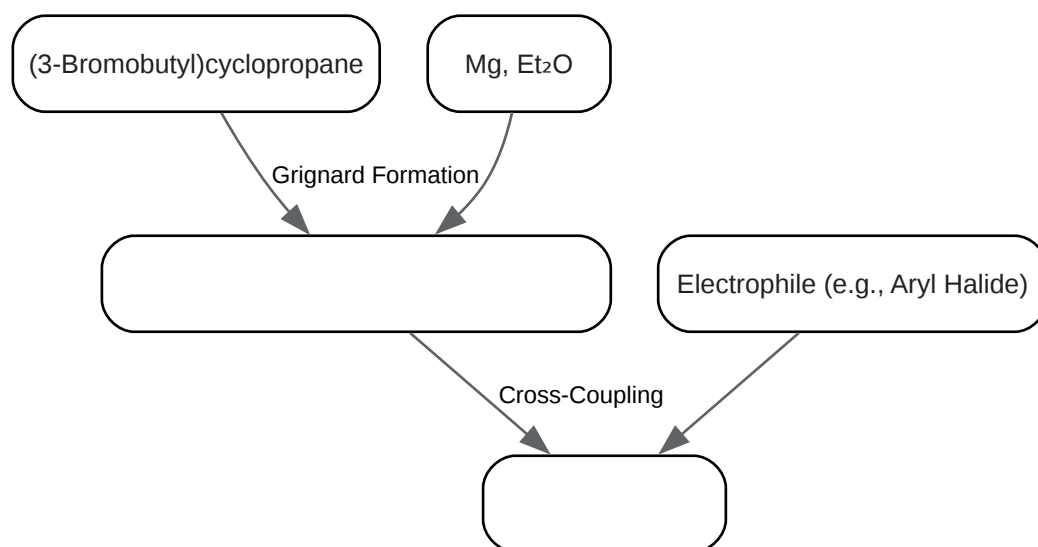 (3-Bromobutyl)cyclopropane
Mg, Et₂O
Grignard Formation
Electrophile (e.g., Aryl Halide)
Cross-Coupling